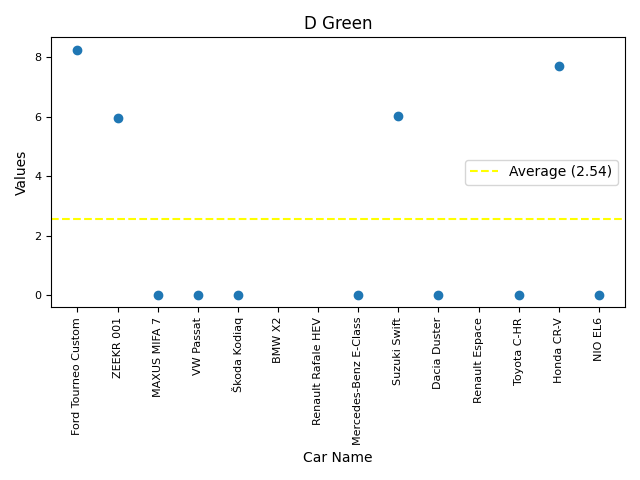 D Green
Values
8
6
4
2
0
Average (2.54)
Ford Tourneo Custom
ZEEKR 001
MAXUS MIFA 7
VW Passat
Škoda Kodiaq
BMW X2
Renault Rafale HEV
Mercedes-Benz E-Class
Suzuki Swift
Dacia Duster
Renault Espace
Toyota C-HR
Honda CR-V
NIO EL6
Car Name